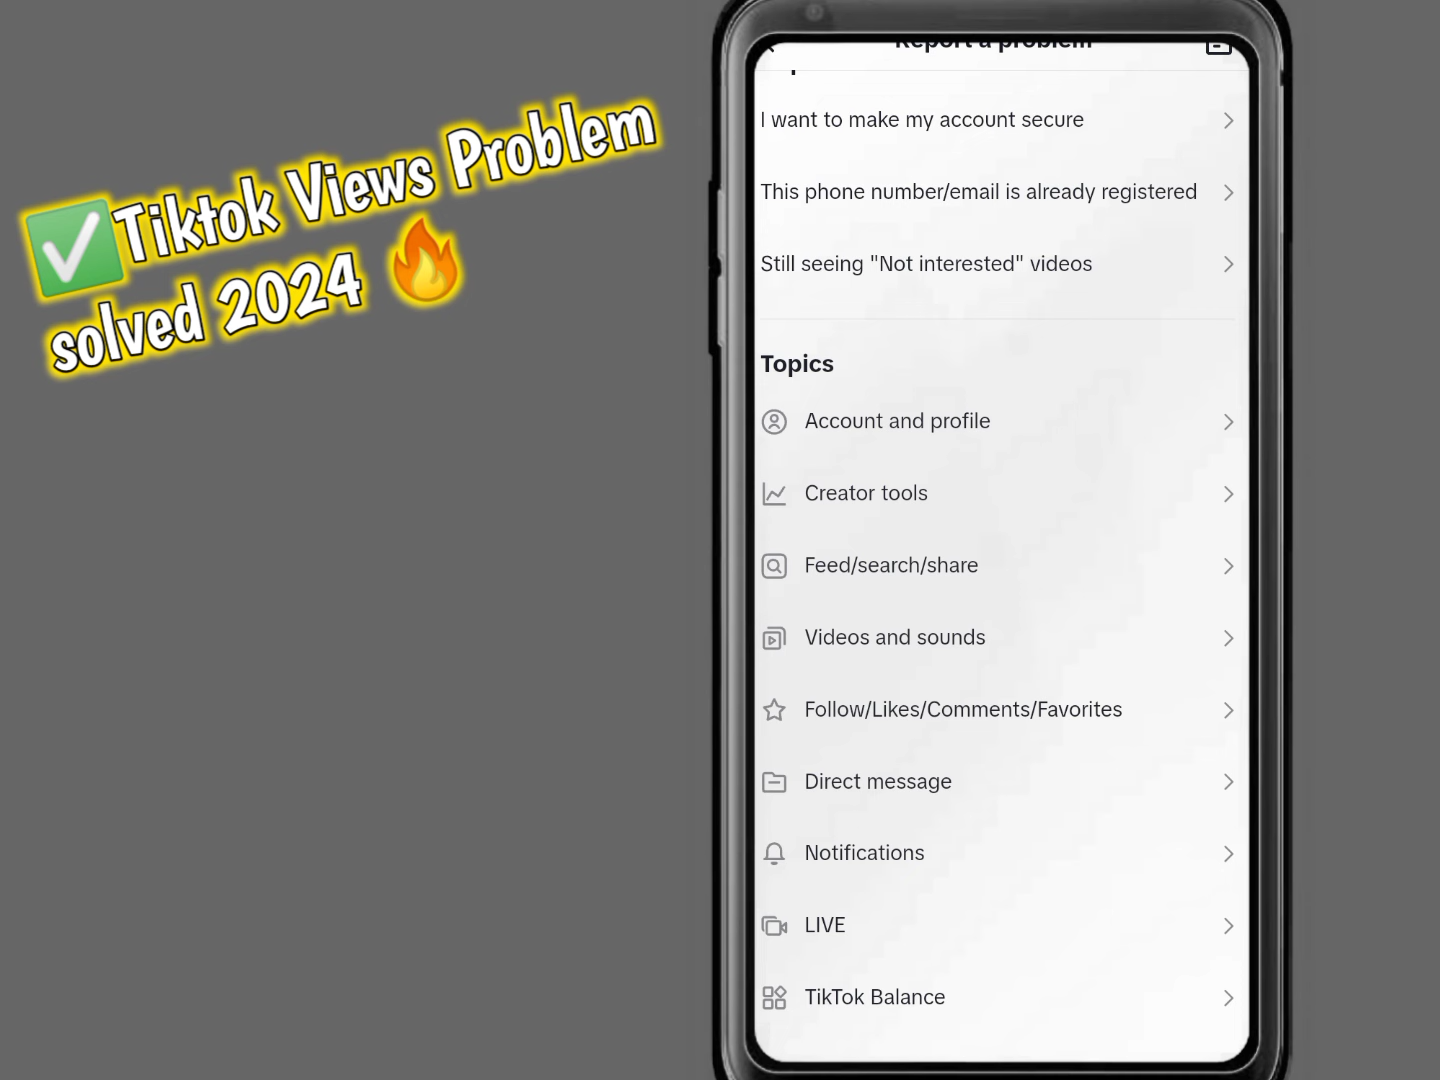 ✅Tiktok Views Problem
solved 2024 🔥
Report a problem
I want to make my account secure
This phone number/email is already registered
Still seeing "Not interested" videos
Topics
Account and profile
Creator tools
Feed/search/share
Videos and sounds
Follow/Likes/Comments/Favorites
Direct message
Notifications
LIVE
TikTok Balance